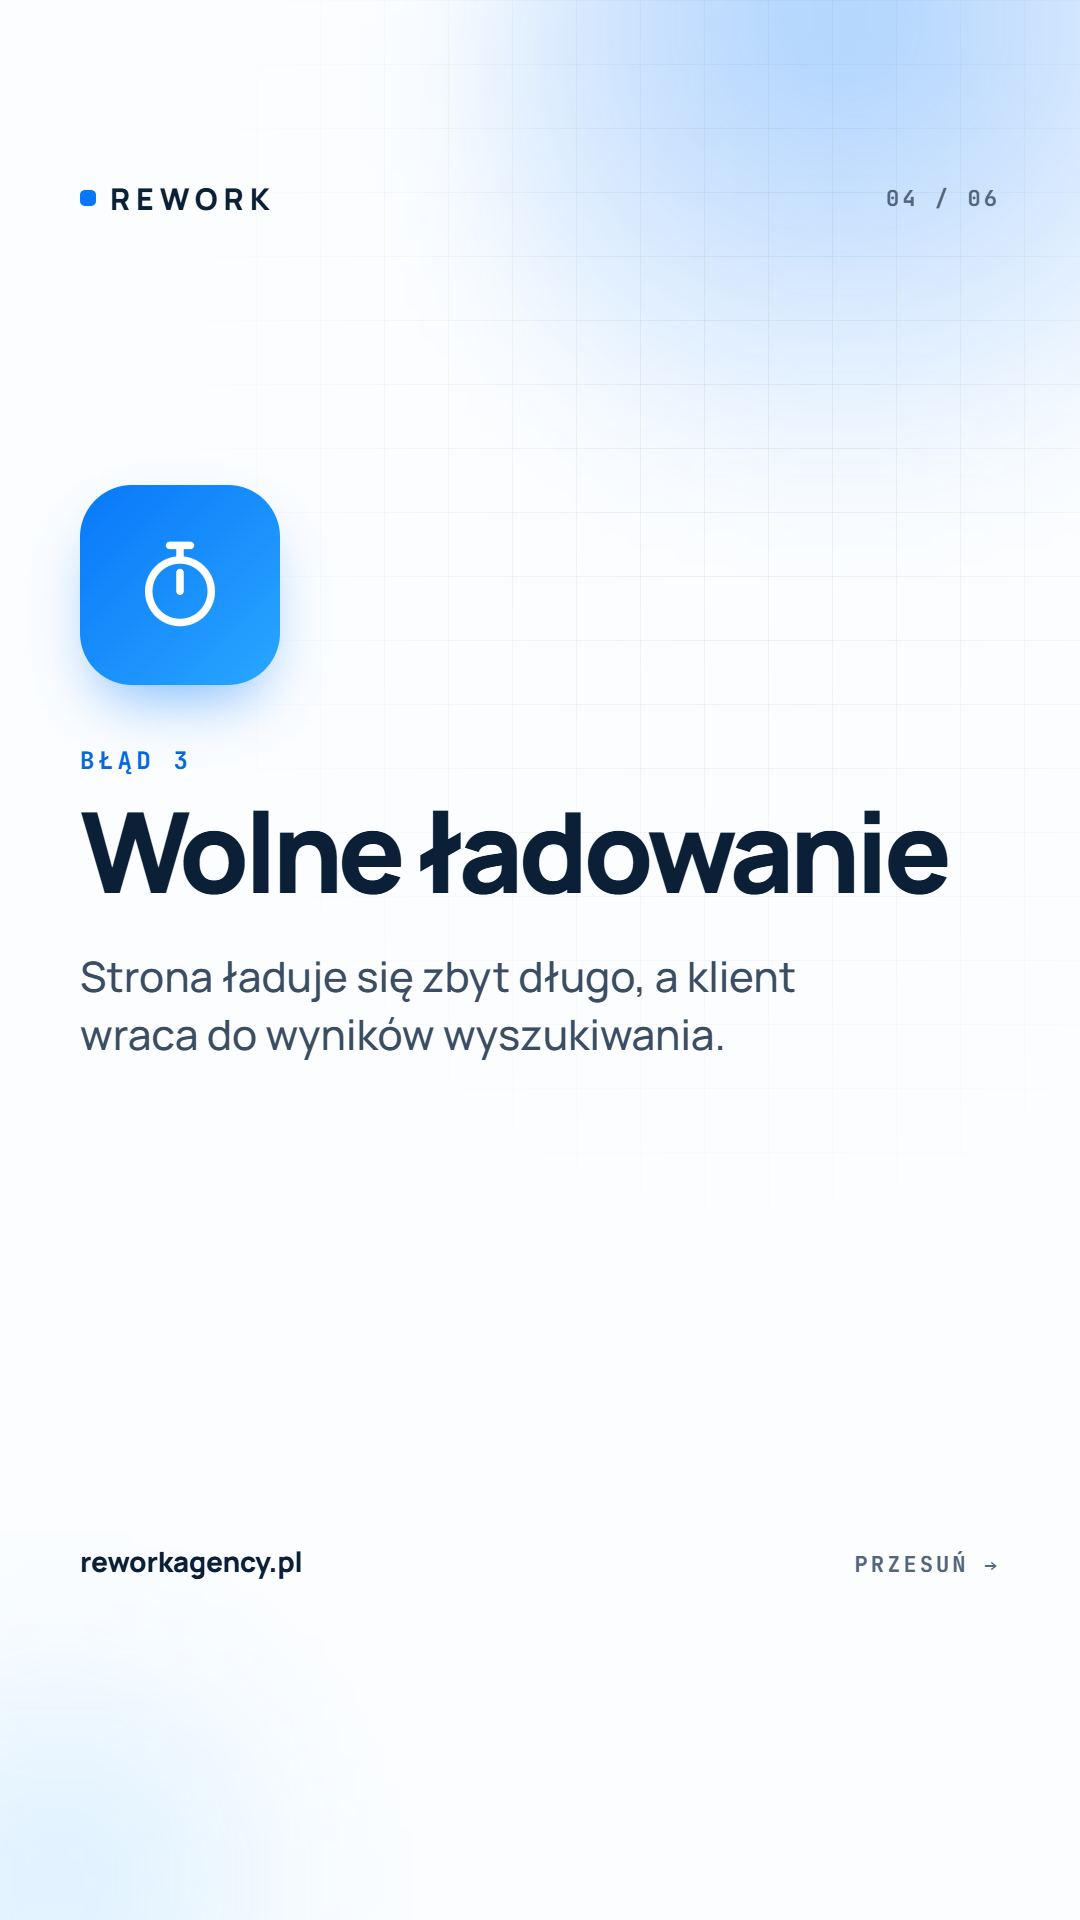 REWORK
04 / 06
BŁĄD 3
Wolne ładowanie
Strona ładuje się zbyt długo, a klient
wraca do wyników wyszukiwania.
reworkagency.pl
PRZESUŃ →